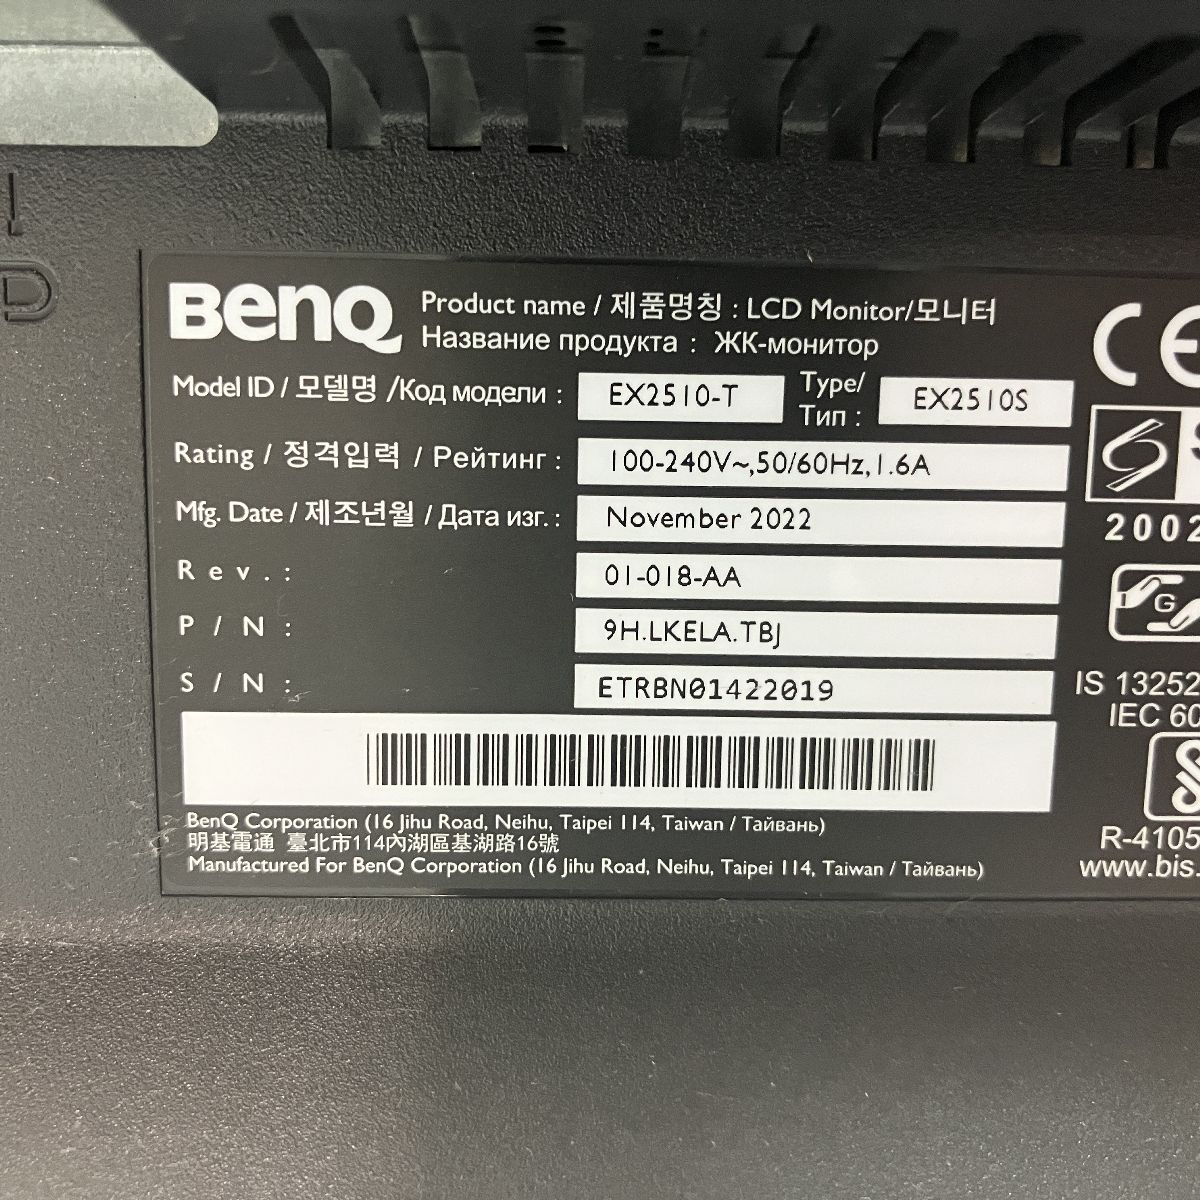 BenQ
Product name / 제품명칭 : LCD Monitor/모니터
Название продукта : ЖК-монитор
Model ID / 모델명 /Код модели : EX2510-T Type/ Тип : EX2510S
Rating / 정격입력 / Рейтинг : 100-240V~,50/60Hz,1.6A
Mfg. Date / 제조년월 / Дата изг. : November 2022
Rev. : 01-018-AA
P/N : 9H.LKELA.TBJ
S/N : ETRBN01422019
BenQ Corporation (16 Jihu Road, Neihu, Taipei 114, Taiwan / Тайвань)
明基電通 臺北市114內湖區基湖路16號
Manufactured For BenQ Corporation (16 Jihu Road, Neihu, Taipei 114, Taiwan / Тайвань)
CE
S
2002
I G
IS 13252
IEC 60
R-4105
www.bis.
D